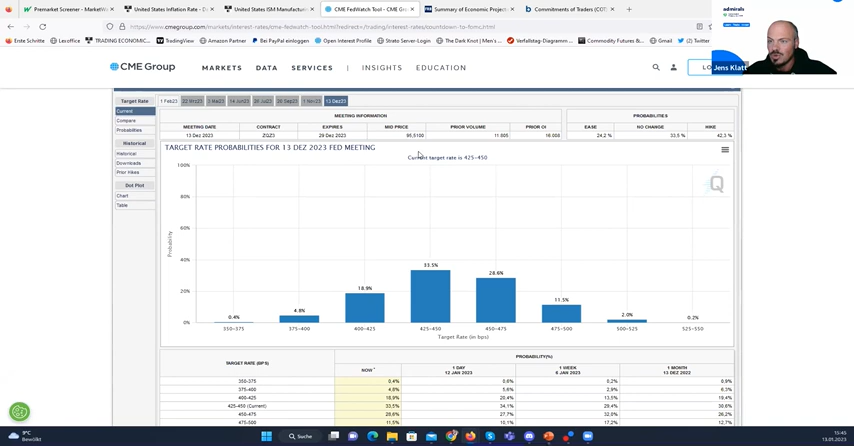 Premarket Screener - MarketWa
United States Inflation Rate - D
United States ISM Manufactur
CME FedWatch Tool - CME Gro
Summary of Economic Project
Commitments of Traders (COT)
https://www.cmegroup.com/markets/interest-rates/cme-fedwatch-tool.html?redirect=/trading/interest-rates/countdown-to-fomc.html
Erste Schritte
Lex.office
TRADING ECONOMIC...
TradingView
Amazon Partner
Bei PayPal einloggen
Open Interest Profile
Strato Server-Login
The Dark Knot | Men's ...
Verfallstag-Diagramm
Commodity Futures &...
Gmail
(2) Twitter
admirals
Jens Klatt
CME Group
MARKETS DATA SERVICES | INSIGHTS EDUCATION
LO
Target Rate
Current
Compare
Probabilities
Historical
Historical
Downloads
Prior Hikes
Dot Plot
Chart
Table
1 Feb23 22 Mrz23 3 Mai23 14 Jun23 26 Jul23 20 Sep23 1 Nov23 13 Dez23
MEETING INFORMATION
MEETING DATE CONTRACT EXPIRES MID PRICE PRIOR VOLUME PRIOR OI
13 Dez 2023 ZQZ3 29 Dez 2023 95,5100 11.805 16.008
PROBABILITIES
EASE NO CHANGE HIKE
24,2 % 33,5 % 42,3 %
TARGET RATE PROBABILITIES FOR 13 DEZ 2023 FED MEETING
Current target rate is 425-450
Probability
100%
80%
60%
40%
20%
0%
0.4%
4.8%
18.9%
33.5%
28.6%
11.5%
2.0%
0.2%
350-375 375-400 400-425 425-450 450-475 475-500 500-525 525-550
Target Rate (in bps)
TARGET RATE (BPS)
PROBABILITY(%)
NOW *
1 DAY
12 JAN 2023
1 WEEK
6 JAN 2023
1 MONTH
13 DEZ 2022
350-375 0,4% 0,6% 0,2% 0,9%
375-400 4,8% 5,6% 2,9% 6,3%
400-425 18,9% 20,4% 13,5% 19,4%
425-450 (Current) 33,5% 34,1% 29,4% 30,6%
450-475 28,6% 27,7% 32,0% 26,2%
475-500 11,5% 10,1% 17,2% 12,7%
9°C
Bewölkt
Suche
15:45
13.01.2023